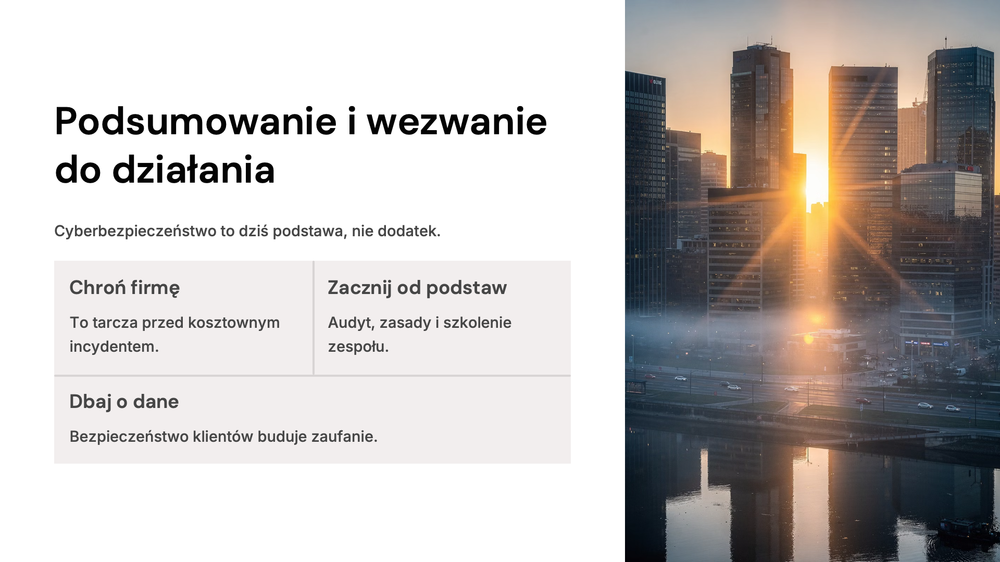 Podsumowanie i wezwanie
do działania
Cyberbezpieczeństwo to dziś podstawa, nie dodatek.
Chroń firmę
To tarcza przed kosztownym
incydentem.
Zacznij od podstaw
Audyt, zasady i szkolenie
zespołu.
Dbaj o dane
Bezpieczeństwo klientów buduje zaufanie.